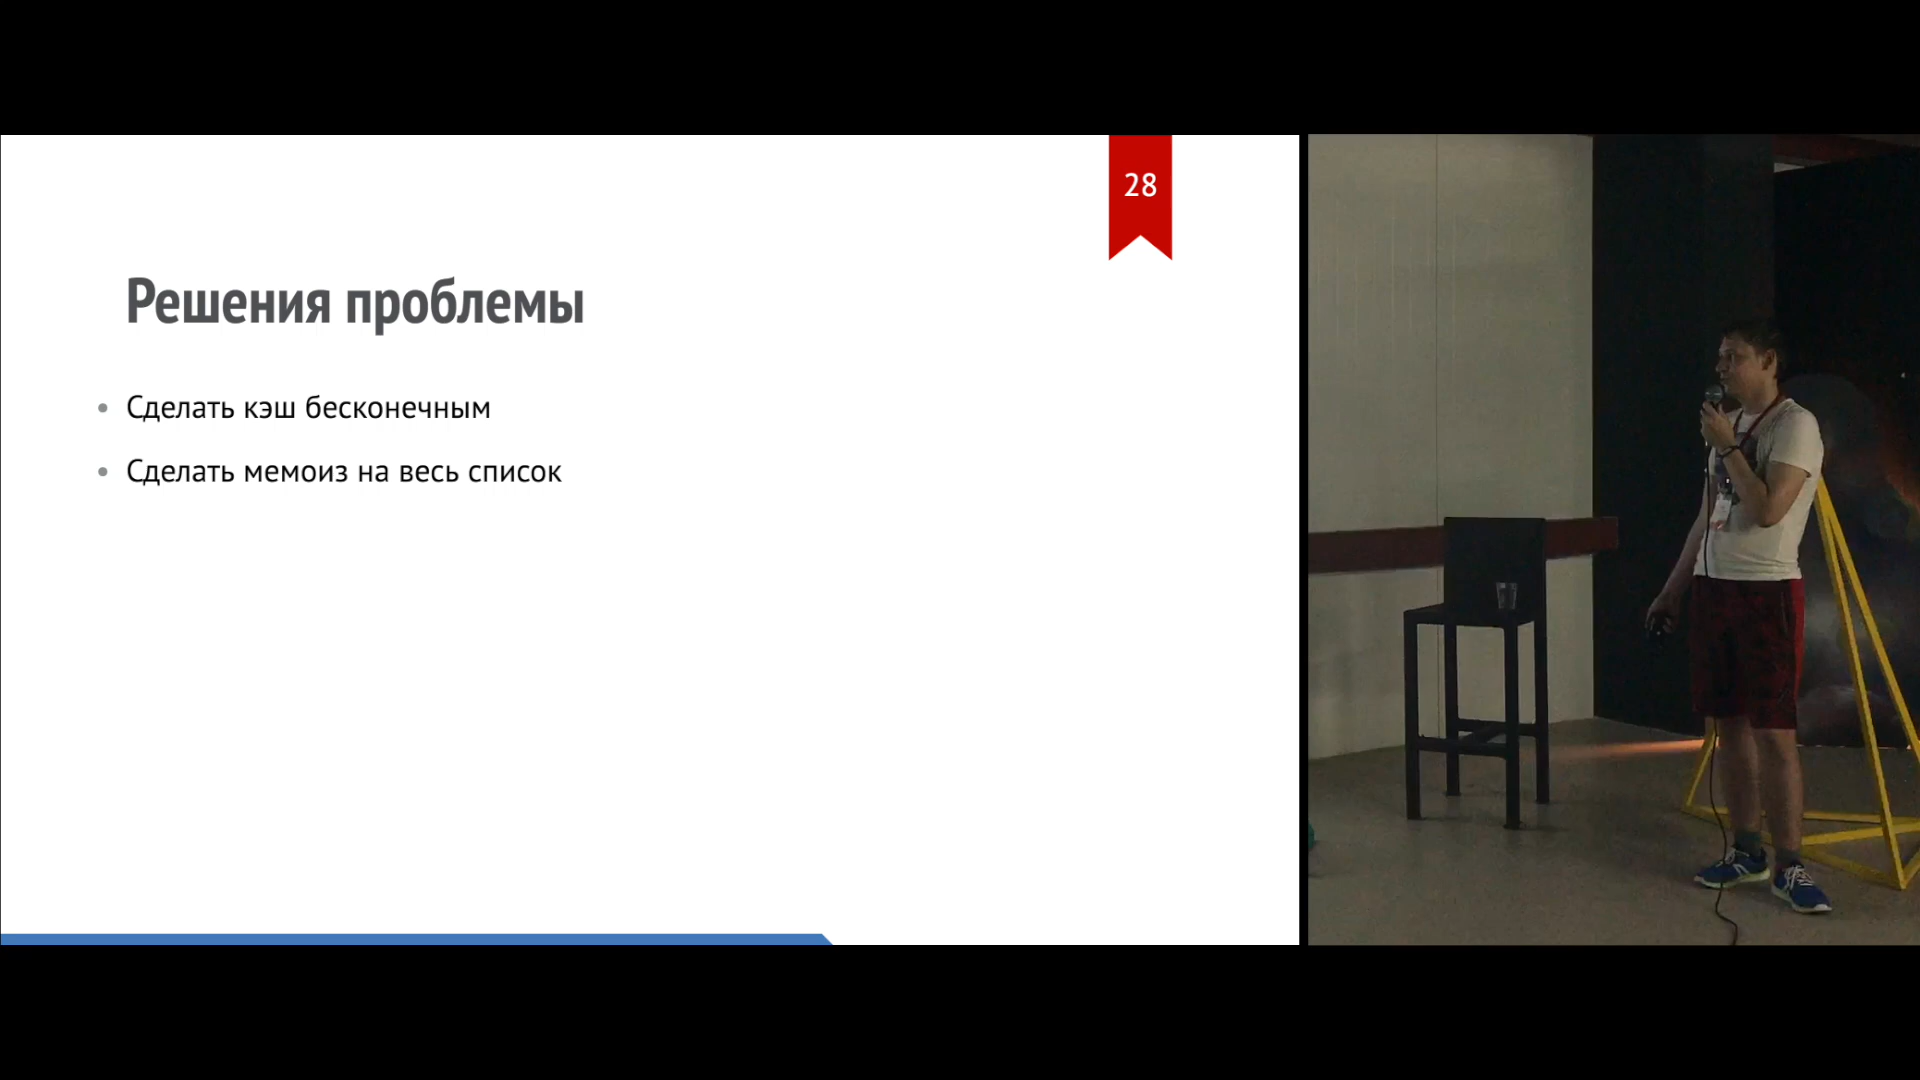 28
Решения проблемы
Сделать кэш бесконечным
Сделать мемоиз на весь список